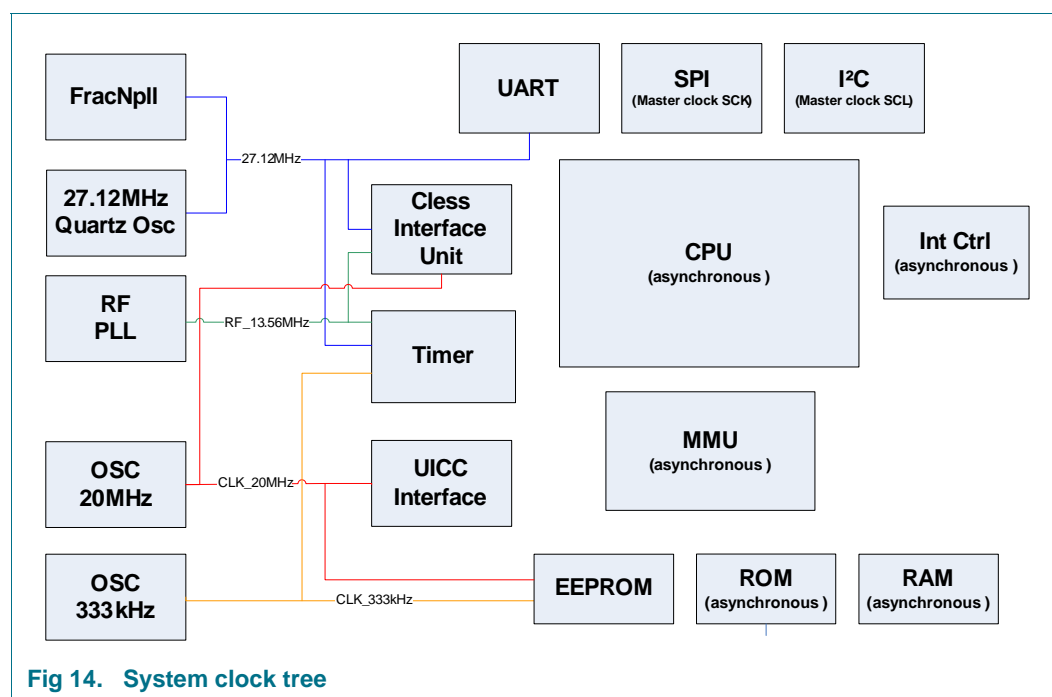 FracNpll
27.12MHz
Quartz Osc
RF
PLL
OSC
20MHz
OSC
333kHz
27.12MHz
RF_13.56MHz
CLK_20MHz
CLK_333kHz
UART
SPI
(Master clock SCK)
I²C
(Master clock SCL)
Cless
Interface
Unit
Timer
UICC
Interface
CPU
(asynchronous )
Int Ctrl
(asynchronous )
MMU
(asynchronous )
EEPROM
ROM
(asynchronous )
RAM
(asynchronous )
Fig 14. System clock tree